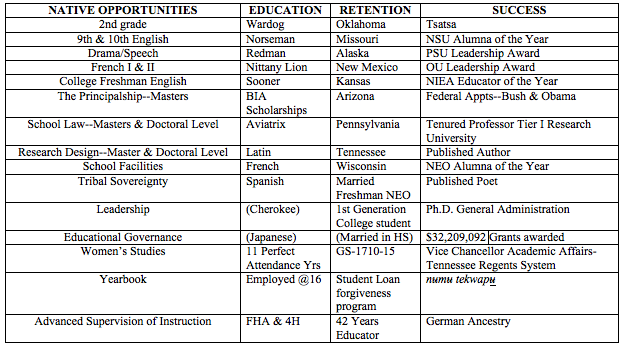 NATIVE OPPORTUNITIES EDUCATION RETENTION SUCCESS
2nd grade Wardog Oklahoma Tsatsa
9th & 10th English Norseman Missouri NSU Alumna of the Year
Drama/Speech Redman Alaska PSU Leadership Award
French I & II Nittany Lion New Mexico OU Leadership Award
College Freshman English Sooner Kansas NIEA Educator of the Year
The Principalship--Masters BIA Arizona Federal Appts--Bush & Obama
Scholarships
School Law--Masters & Doctoral Level Aviatrix Pennsylvania Tenured Professor Tier I Research
University
Research Design--Master & Doctoral Level Latin Tennessee Published Author
School Facilities French Wisconsin NEO Alumna of the Year
Tribal Sovereignty Spanish Married Published Poet
Freshman NEO
Leadership (Cherokee) 1st Generation Ph.D. General Administration
College student
Educational Governance (Japanese) (Married in HS) $32,209,092 Grants awarded
Women's Studies 11 Perfect GS-1710-15 Vice Chancellor Academic Affairs-
Attendance Yrs Tennessee Regents System
Yearbook Employed @16 Student Loan numu tekwapu
forgiveness
program
Advanced Supervision of Instruction FHA & 4H 42 Years German Ancestry
Educator